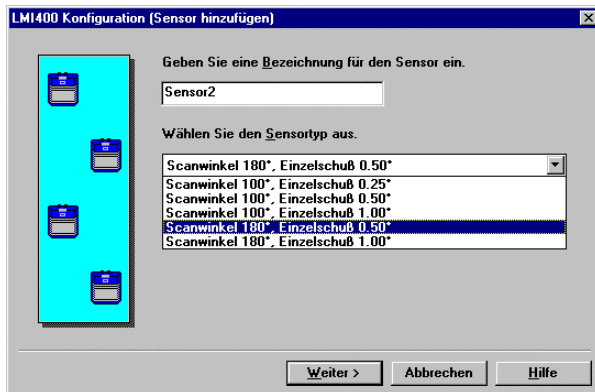 LMI400 Konfiguration (Sensor hinzufügen)
Geben Sie eine Bezeichnung für den Sensor ein.
Sensor2
Wählen Sie den Sensortyp aus.
Scanwinkel 180°, Einzelschuß 0.50°
Scanwinkel 100°, Einzelschuß 0.25°
Scanwinkel 100°, Einzelschuß 0.50°
Scanwinkel 100°, Einzelschuß 1.00°
Scanwinkel 180°, Einzelschuß 0.50°
Scanwinkel 180°, Einzelschuß 1.00°
Weiter > Abbrechen Hilfe